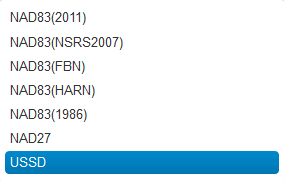 NAD83(2011)
NAD83(NSRS2007)
NAD83(FBN)
NAD83(HARN)
NAD83(1986)
NAD27
USSD